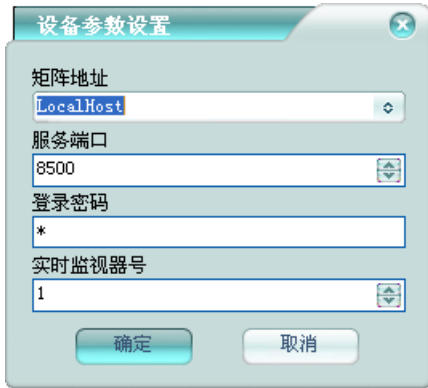 设备参数设置
矩阵地址
LocalHost
服务端口
8500
登录密码
*
实时监视器号
1
确定
取消